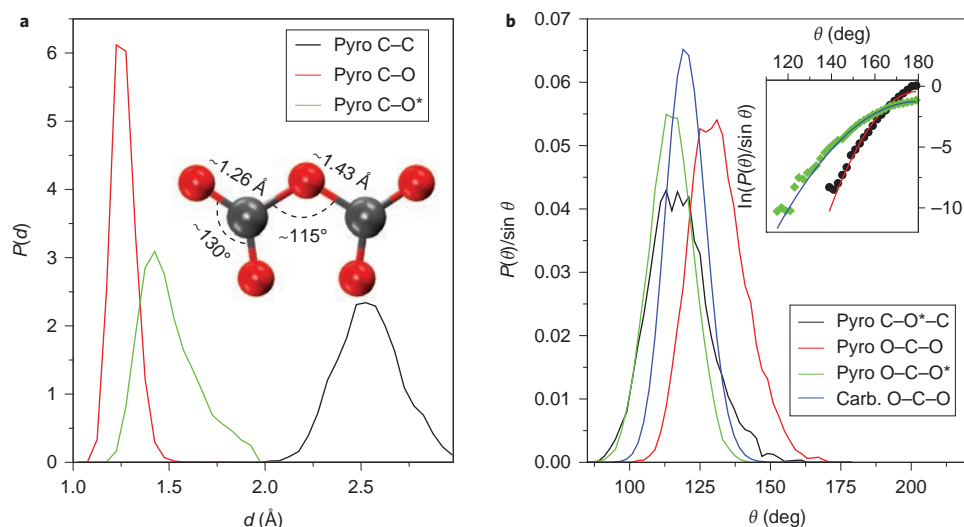 a
Pyro C–C
Pyro C–O
Pyro C–O*
~1.26 Å
~1.43 Å
~130°
~115°
P(d)
6
5
4
3
2
1
0
1.0
1.5
2.0
2.5
d (Å)
b
θ (deg)
120
140
160
180
0
−5
−10
ln(P(θ)/sin θ)
P(θ)/sin θ
0.07
0.06
0.05
0.04
0.03
0.02
0.01
0.00
Pyro C–O*–C
Pyro O–C–O
Pyro O–C–O*
Carb. O–C–O
100
125
150
175
200
θ (deg)